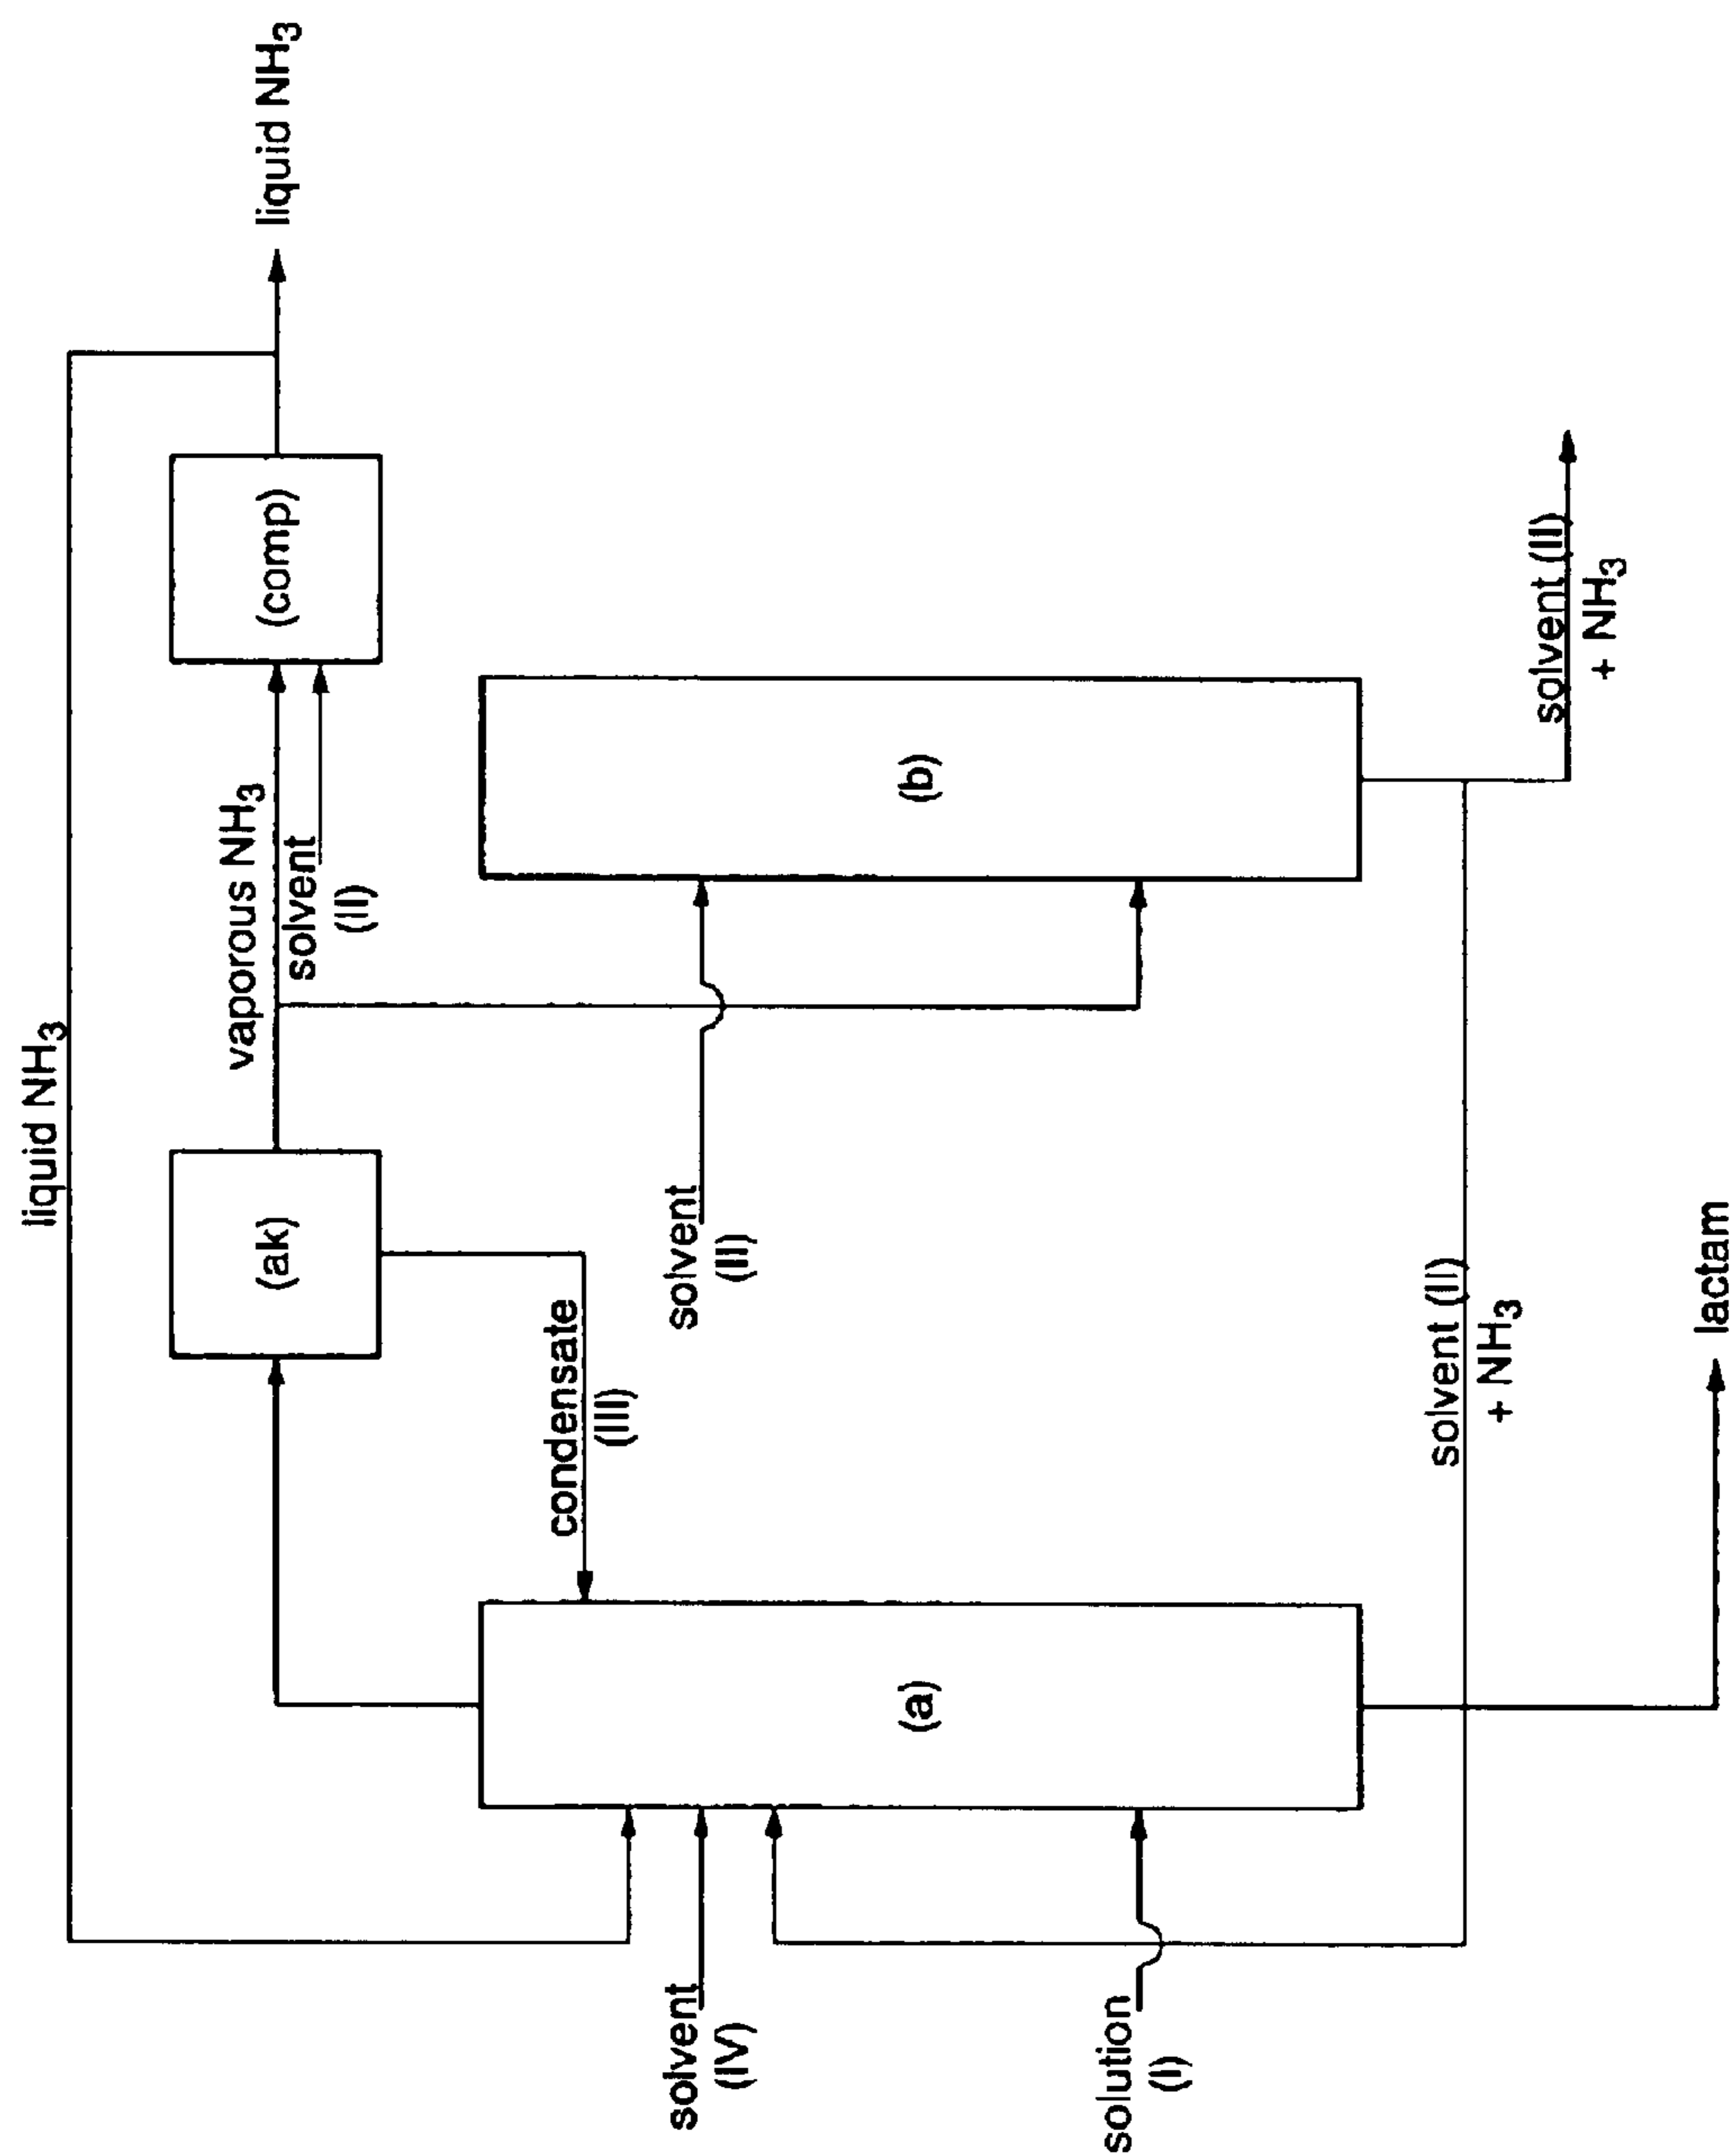 liquid NH3
liquid NH3
vaporous NH3
solvent
(II)
(ak)
(comp)
condensate
(III)
solvent
(IV)
solvent
(II)
(a)
(b)
solution
(I)
solvent (II)
+ NH3
solvent (II)
+ NH3
lactam